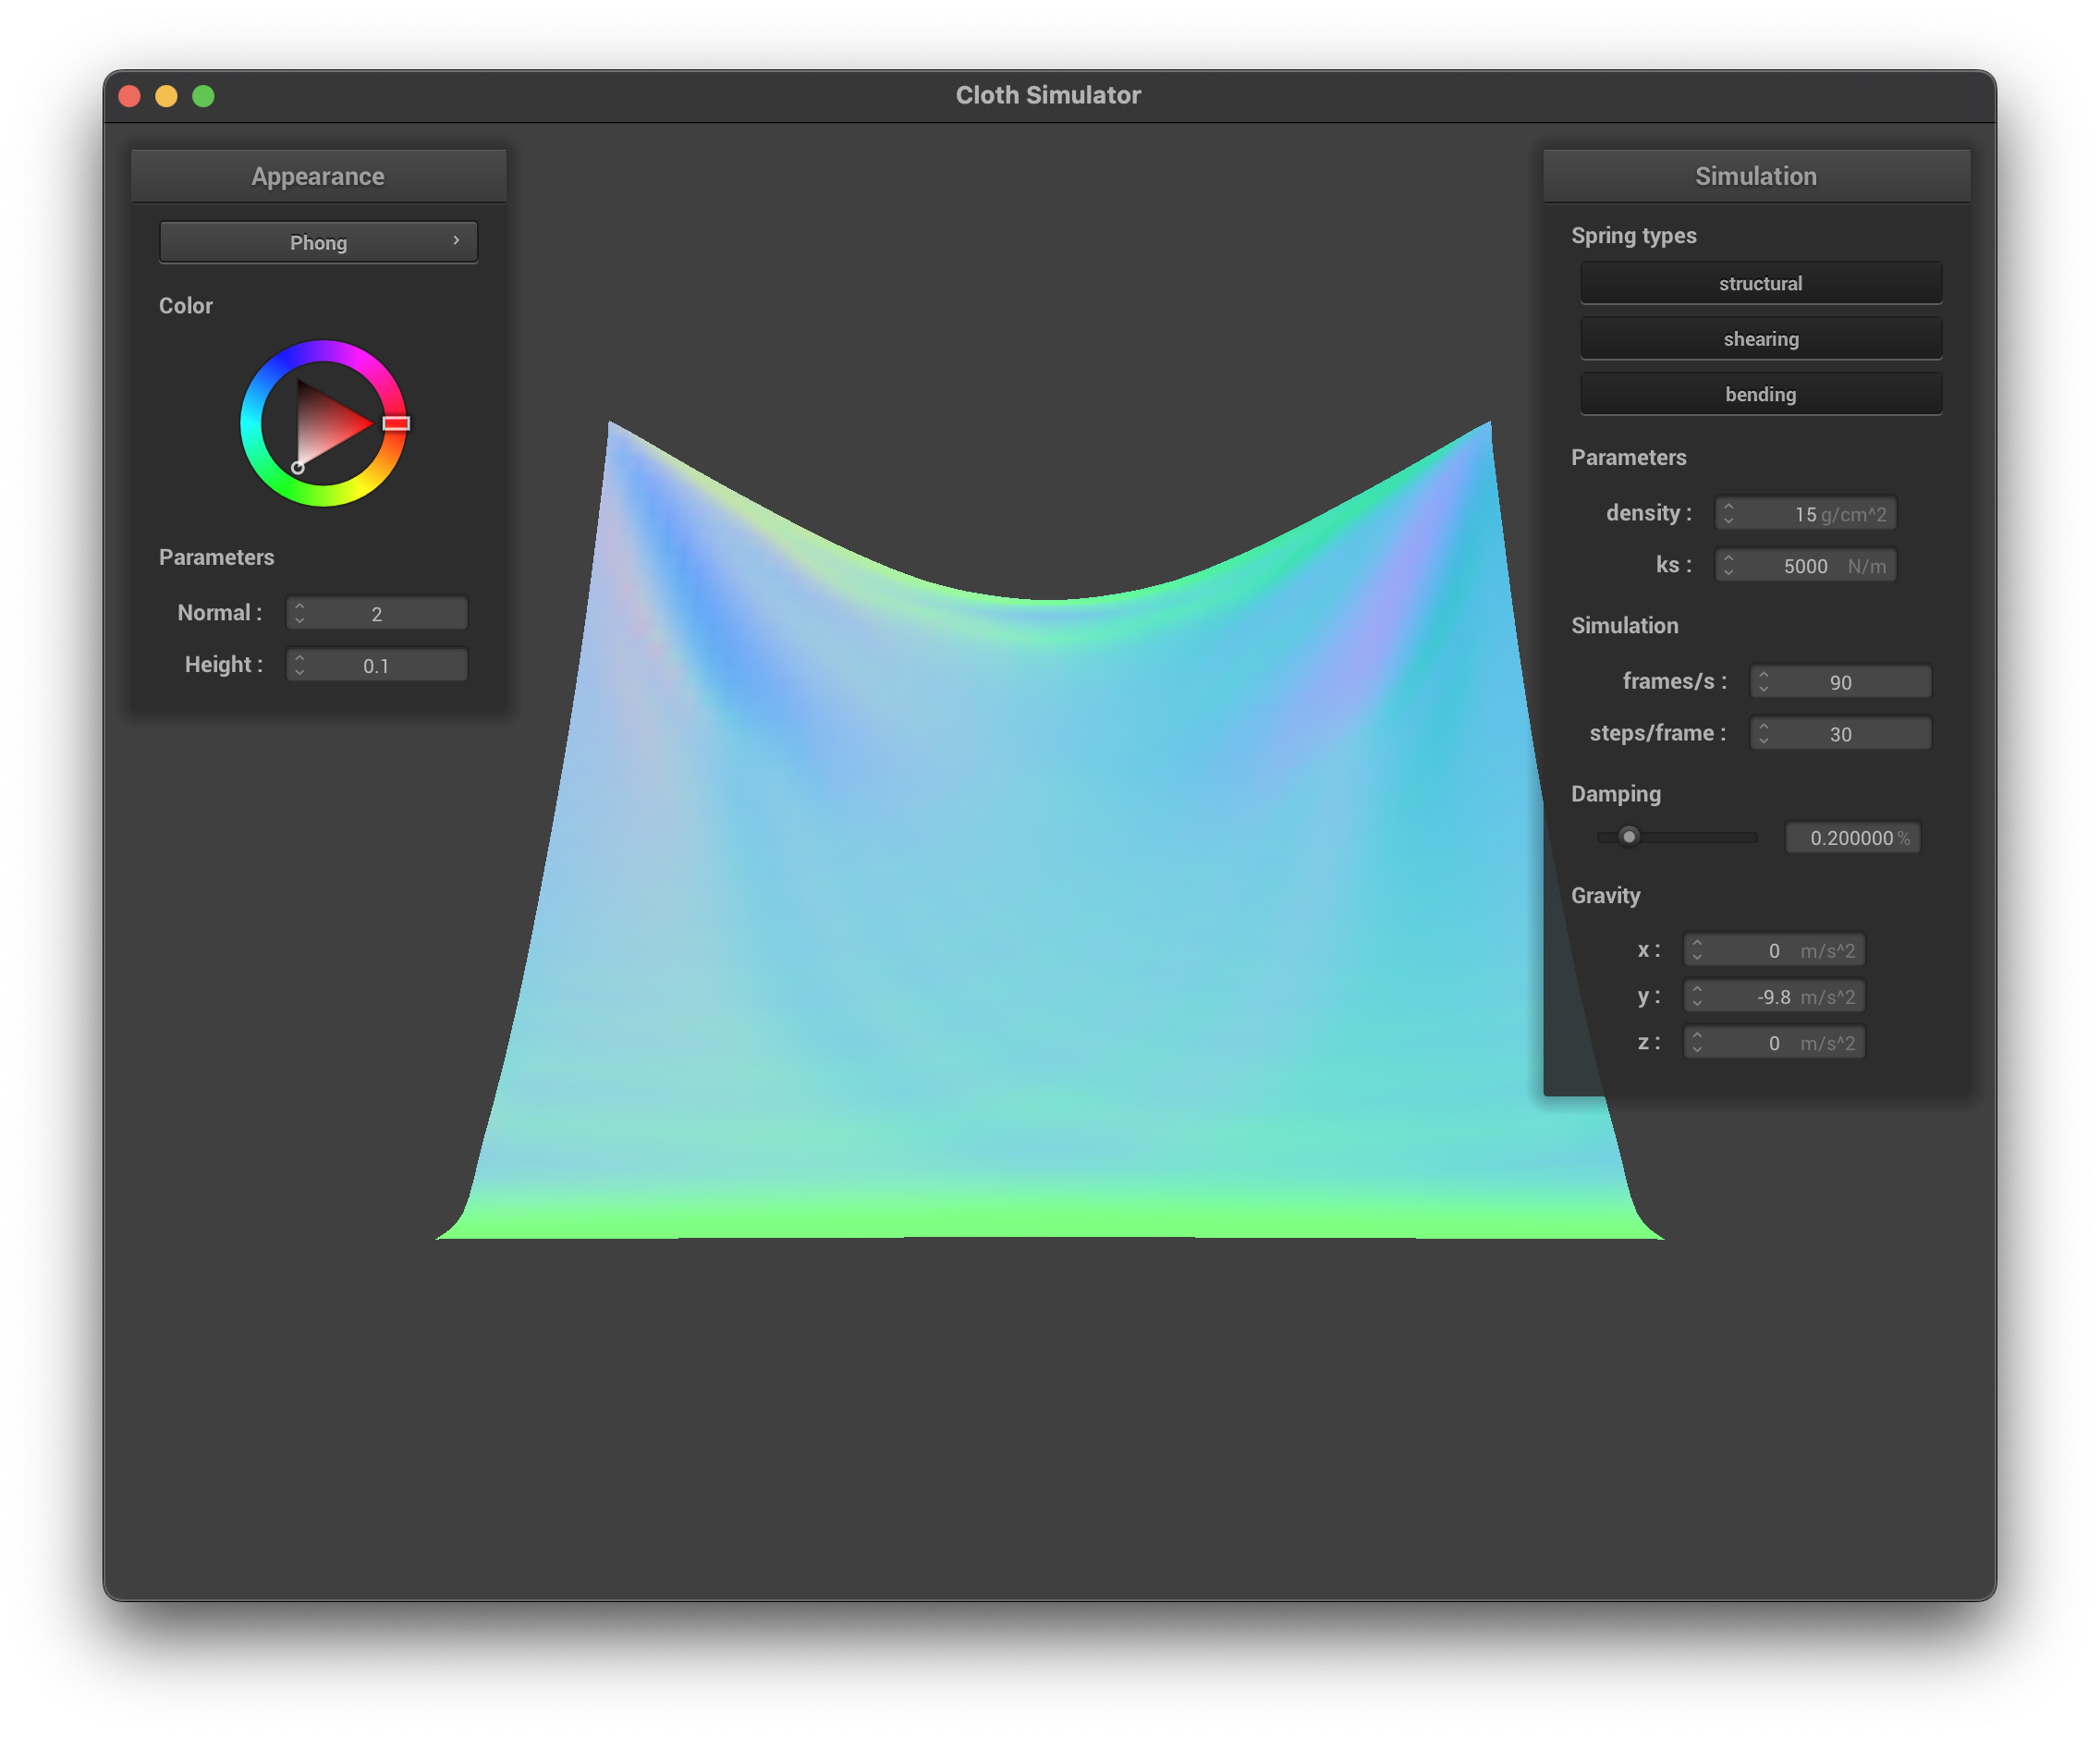 Cloth Simulator
Appearance
Phong
Color
Parameters
Normal : 2
Height : 0.1
Simulation
Spring types
structural
shearing
bending
Parameters
density : 15 g/cm^2
ks : 5000 N/m
Simulation
frames/s : 90
steps/frame : 30
Damping
0.200000 %
Gravity
x : 0 m/s^2
y : -9.8 m/s^2
z : 0 m/s^2